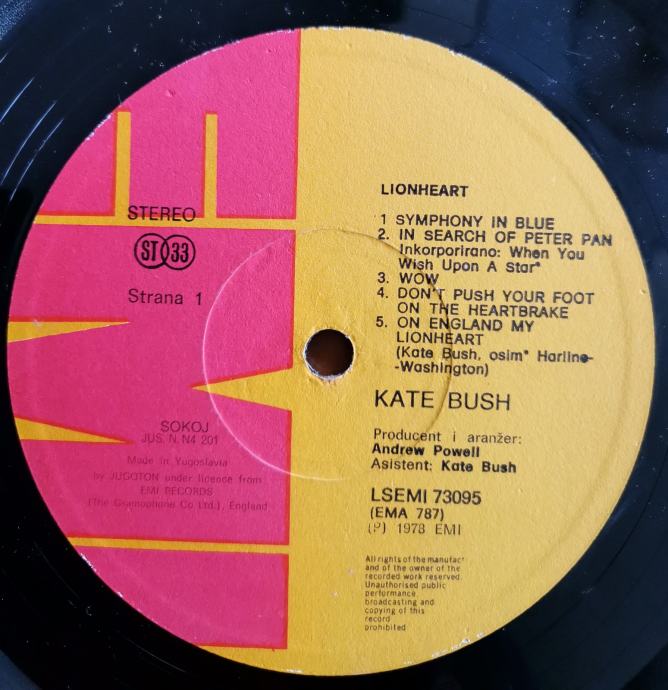 STEREO
ST 33
Strana 1
SOKOJ
JUS. N. N4 201
Made in Yugoslavia
by JUGOTON under licence from
EMI RECORDS
(The Gramophone Co Ltd.), England
LIONHEART
1 SYMPHONY IN BLUE
2. IN SEARCH OF PETER PAN
Inkorporirano: When You
Wish Upon A Star*
3. WOW
4. DON'T PUSH YOUR FOOT
ON THE HEARTBRAKE
5. ON ENGLAND MY
LIONHEART
(Kate Bush, osim* Harline-
-Washington)
KATE BUSH
Producent i aranžer:
Andrew Powell
Asistent: Kate Bush
LSEMI 73095
(EMA 787)
(P) 1978 EMI
All rights of the manufac
and of the owner of the
recorded work reserved.
Unauthorised public
performance
broadcasting and
copying of this
record
prohibited